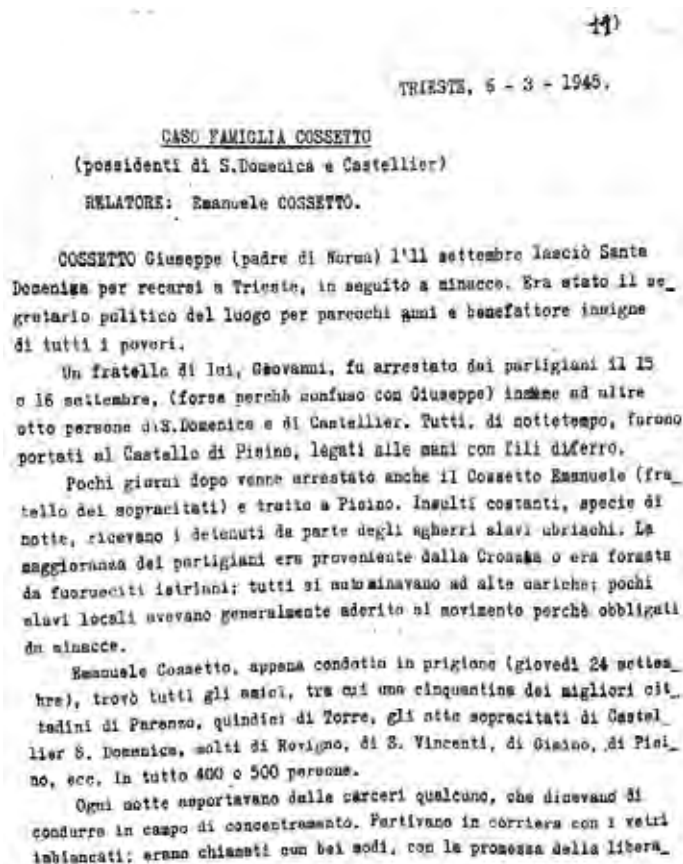 11)
TRIESTE, 6 - 3 - 1945.
CASO FAMIGLIA COSSETTO
(possidenti di S.Domenica e Castellier)
RELATORE: Emanuele COSSETTO.
COSSETTO Giuseppe (padre di Norma) l'11 settembre lasciò Santa
Domenica per recarsi a Trieste, in seguito a minacce. Era stato il se_
gretario politico del luogo per parecchi anni e benefattore insigne
di tutti i poveri.
Un fratello di lui, Giovanni, fu arrestato dai partigiani il 15
o 16 settembre, (forse perchè confuso con Giuseppe) insieme ad altre
otto persone di S.Domenica e di Castellier. Tutti, di nottetempo, furono
portati al Castello di Pisino, legati alle mani con fili di ferro.
Pochi giorni dopo venne arrestato anche il Cossetto Emanuele (fra_
tello dei sopracitati) e tratto a Pisino. Insulti costanti, specie di
notte, ricevano i detenuti da parte degli sgherri slavi ubriachi. La
maggioranza dei partigiani era proveniente dalla Croazia o era formata
da fuorusciti istriani; tutti si autominavano ad alte cariche; pochi
slavi locali avevano generalmente aderito al movimento perchè obbligati
da minacce.
Emanuele Cossetto, appena condotto in prigione (giovedì 24 settem_
bre), trovò tutti gli amici, tra cui una cinquantina dei migliori cit_
tadini di Parenzo, quindici di Torre, gli otto sopracitati di Castel_
lier S. Domenica, molti di Rovigno, di S. Vincenti, di Gimino, di Pisi_
no, ecc. In tutto 400 o 500 persone.
Ogni notte asportavano dalle carceri qualcuno, che dicevano di
condurre in campo di concentramento. Partivano in corriera con i vetri
imbiancati; erano chiamati con bei modi, con la promessa della libera_